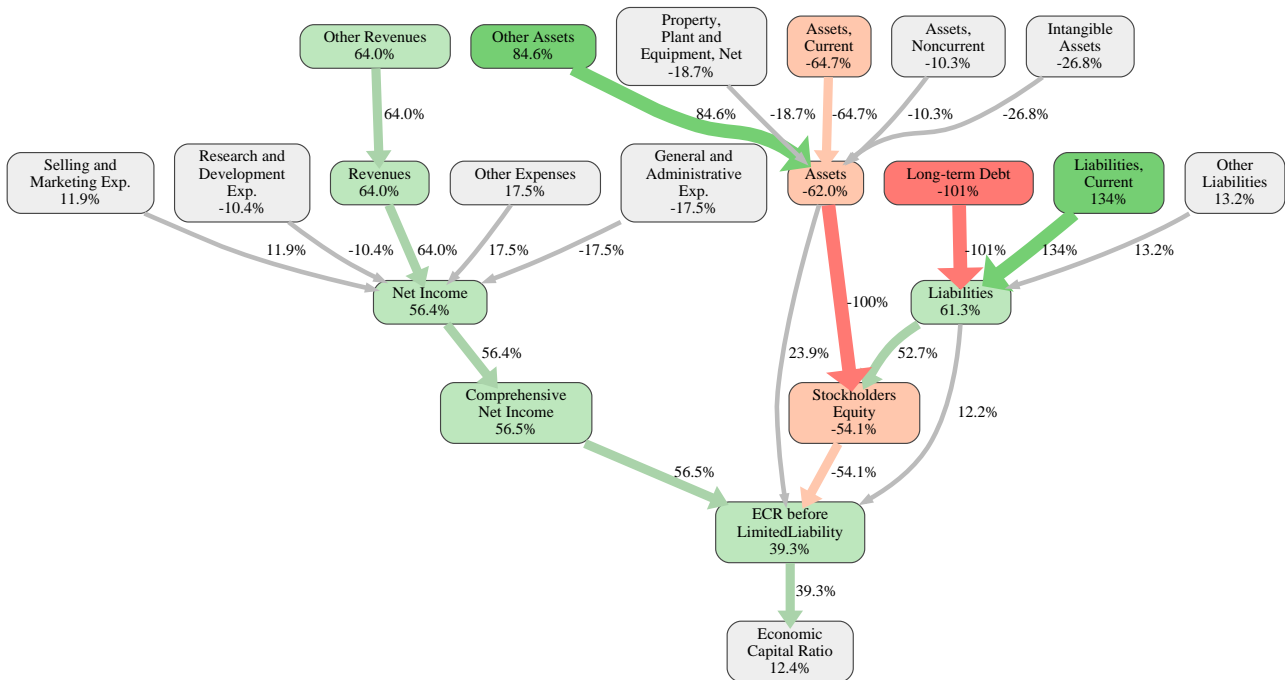 Other Revenues
64.0%
Other Assets
84.6%
Property,
Plant and
Equipment, Net
-18.7%
Assets,
Current
-64.7%
Assets,
Noncurrent
-10.3%
Intangible
Assets
-26.8%
64.0%
84.6%
-18.7%
-64.7%
-10.3%
-26.8%
Selling and
Marketing Exp.
11.9%
Research and
Development
Exp.
-10.4%
Revenues
64.0%
Other Expenses
17.5%
General and
Administrative
Exp.
-17.5%
Assets
-62.0%
Long-term Debt
-101%
Liabilities,
Current
134%
Other
Liabilities
13.2%
11.9%
-10.4%
64.0%
17.5%
-17.5%
-101%
134%
13.2%
Net Income
56.4%
-100%
Liabilities
61.3%
56.4%
23.9%
52.7%
Comprehensive
Net Income
56.5%
Stockholders
Equity
-54.1%
12.2%
56.5%
-54.1%
ECR before
LimitedLiability
39.3%
39.3%
Economic
Capital Ratio
12.4%